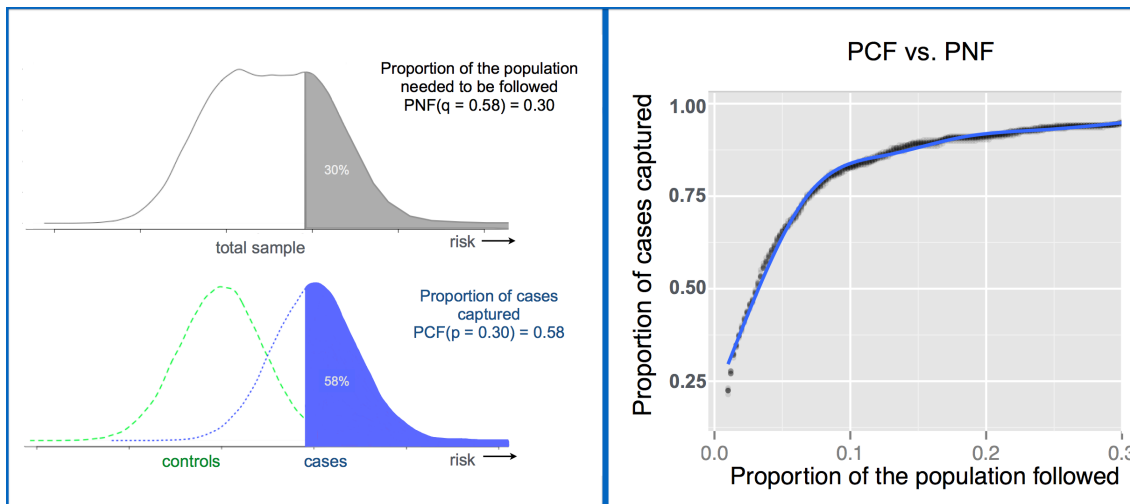 Proportion of the population
needed to be followed
PNF(q = 0.58) = 0.30
30%
total sample
risk
Proportion of cases
captured
PCF(p = 0.30) = 0.58
58%
controls
cases
risk
PCF vs. PNF
Proportion of cases captured
1.00
0.75
0.50
0.25
0.0
0.1
0.2
0.3
Proportion of the population followed